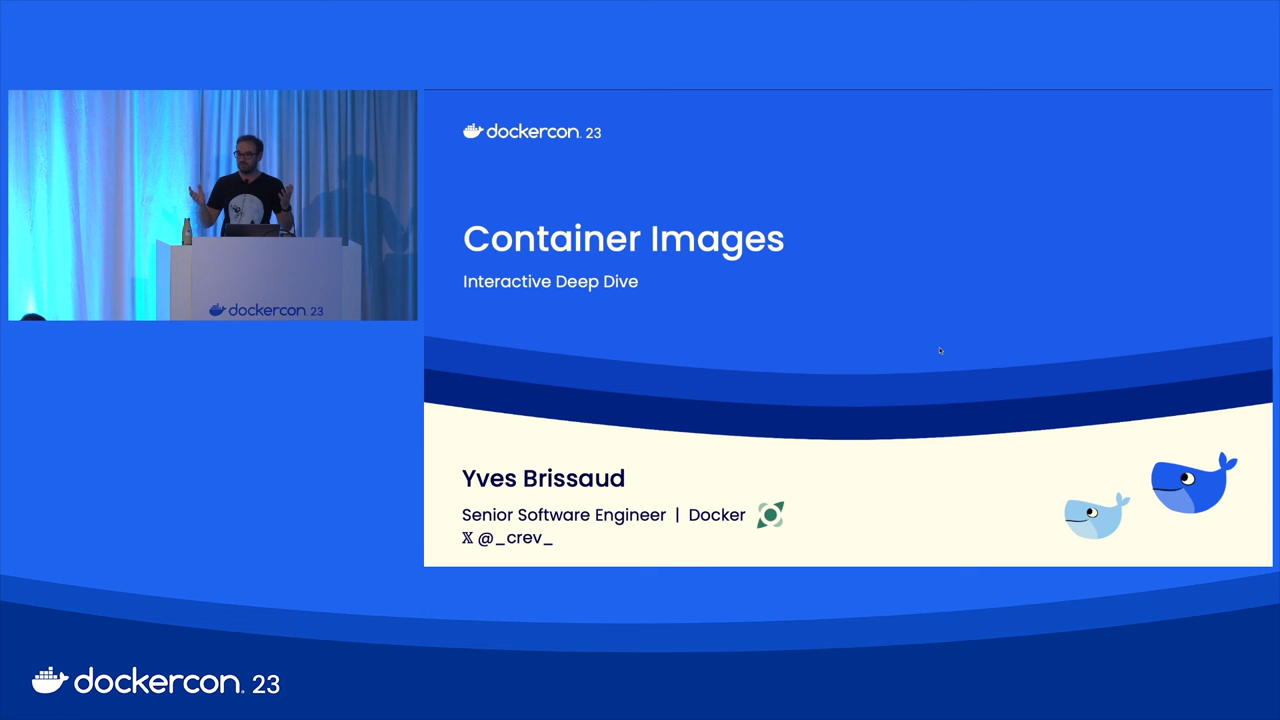 dockercon. 23
Container Images
Interactive Deep Dive
Yves Brissaud
Senior Software Engineer | Docker
𝕏 @_crev_
dockercon 23
dockercon. 23